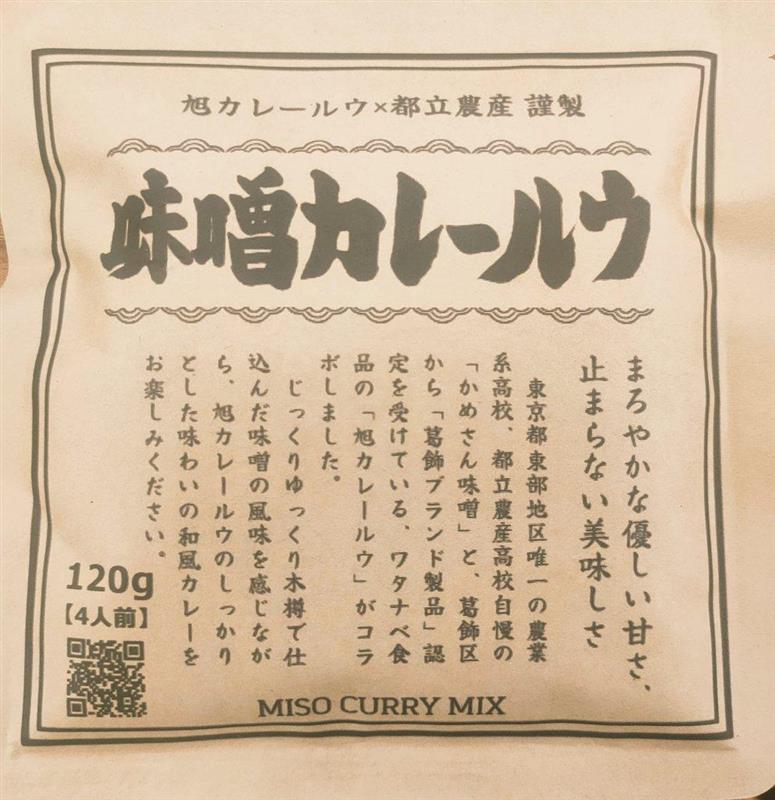 旭カレールウ×都立農産 謹製
味噌カレールウ
まろやかな優しい甘さ、
止まらない美味しさ
東京都東部地区唯一の農業
系高校、都立農産高校自慢の
「かめさん味噌」と、葛飾区
から「葛飾ブランド製品」認
定を受けている、ワタナベ食
品の「旭カレールウ」がコラ
ボしました。
じっくりゆっくり木樽で仕
込んだ味噌の風味を感じなが
ら、旭カレールウのしっかり
とした味わいの和風カレーを
お楽しみください。
120g
【4人前】
MISO CURRY MIX